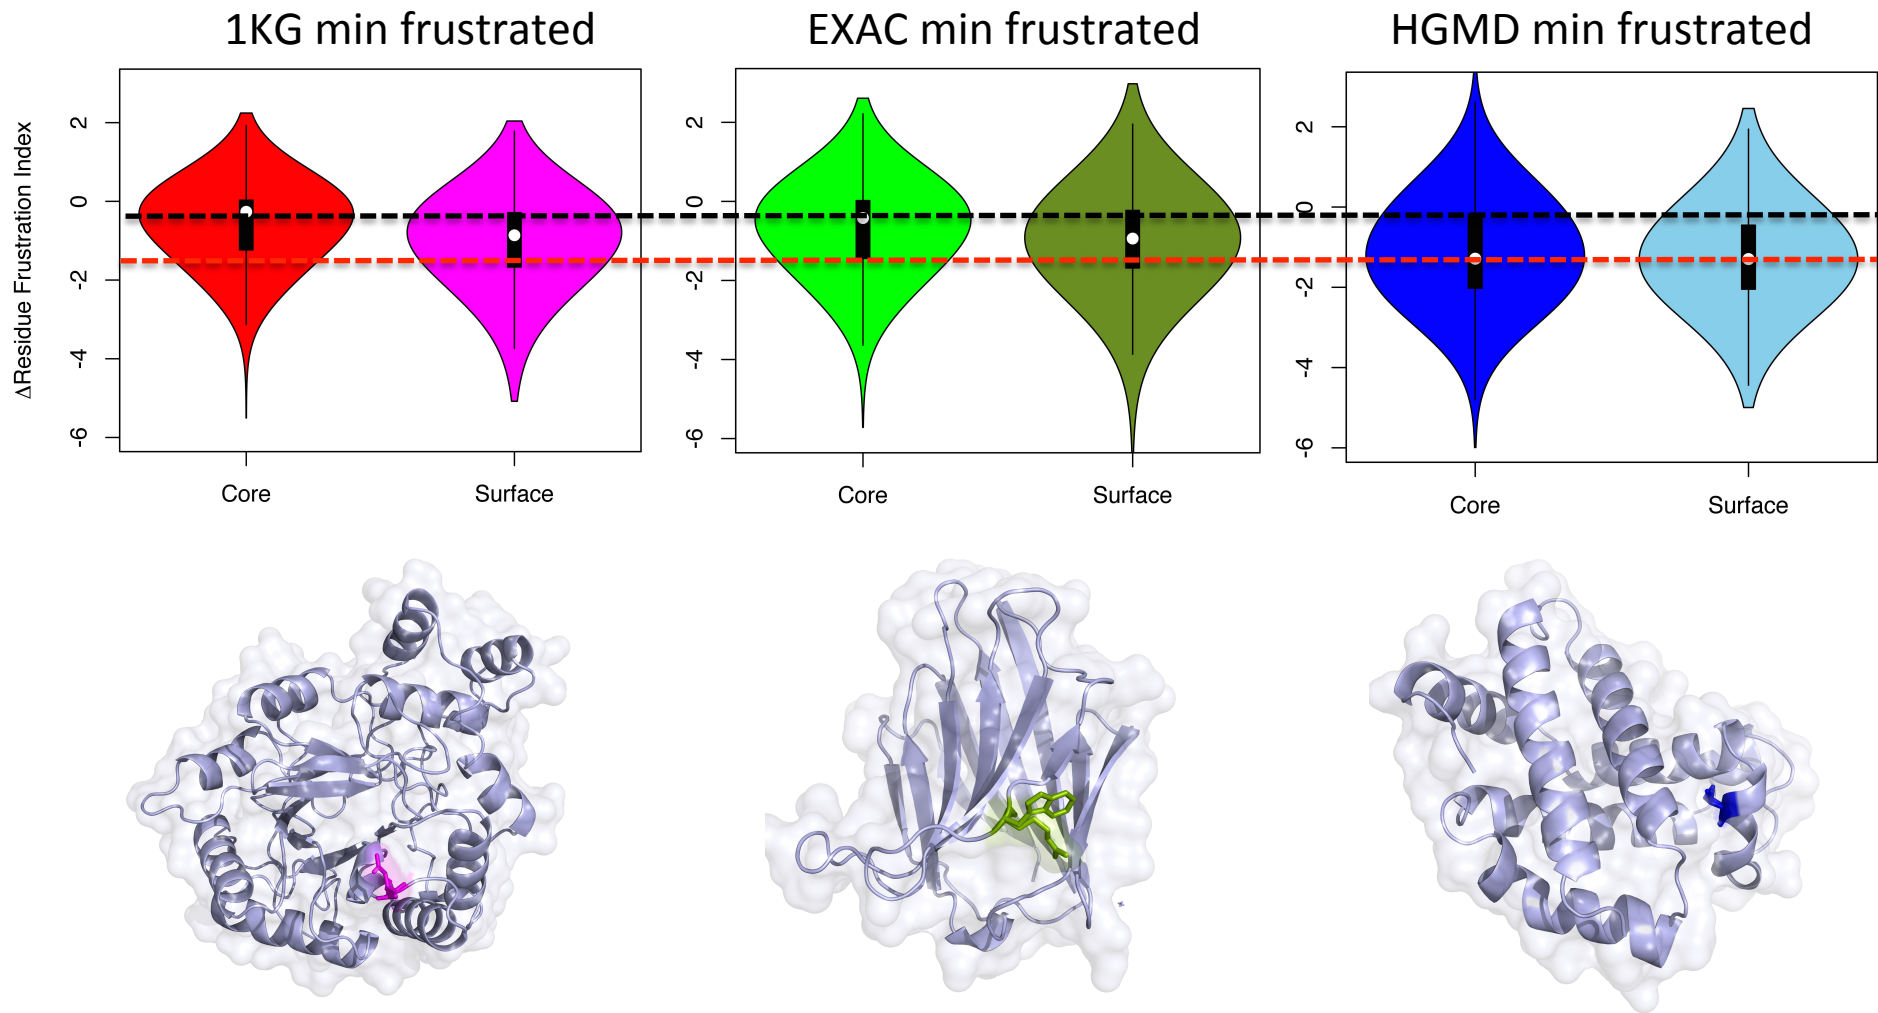 1KG min frustrated
EXAC min frustrated
HGMD min frustrated
ΔResidue Frustration Index
2
0
-2
-4
-6
Core
Surface
2
0
-2
-4
-6
Core
Surface
2
0
-2
-4
-6
Core
Surface